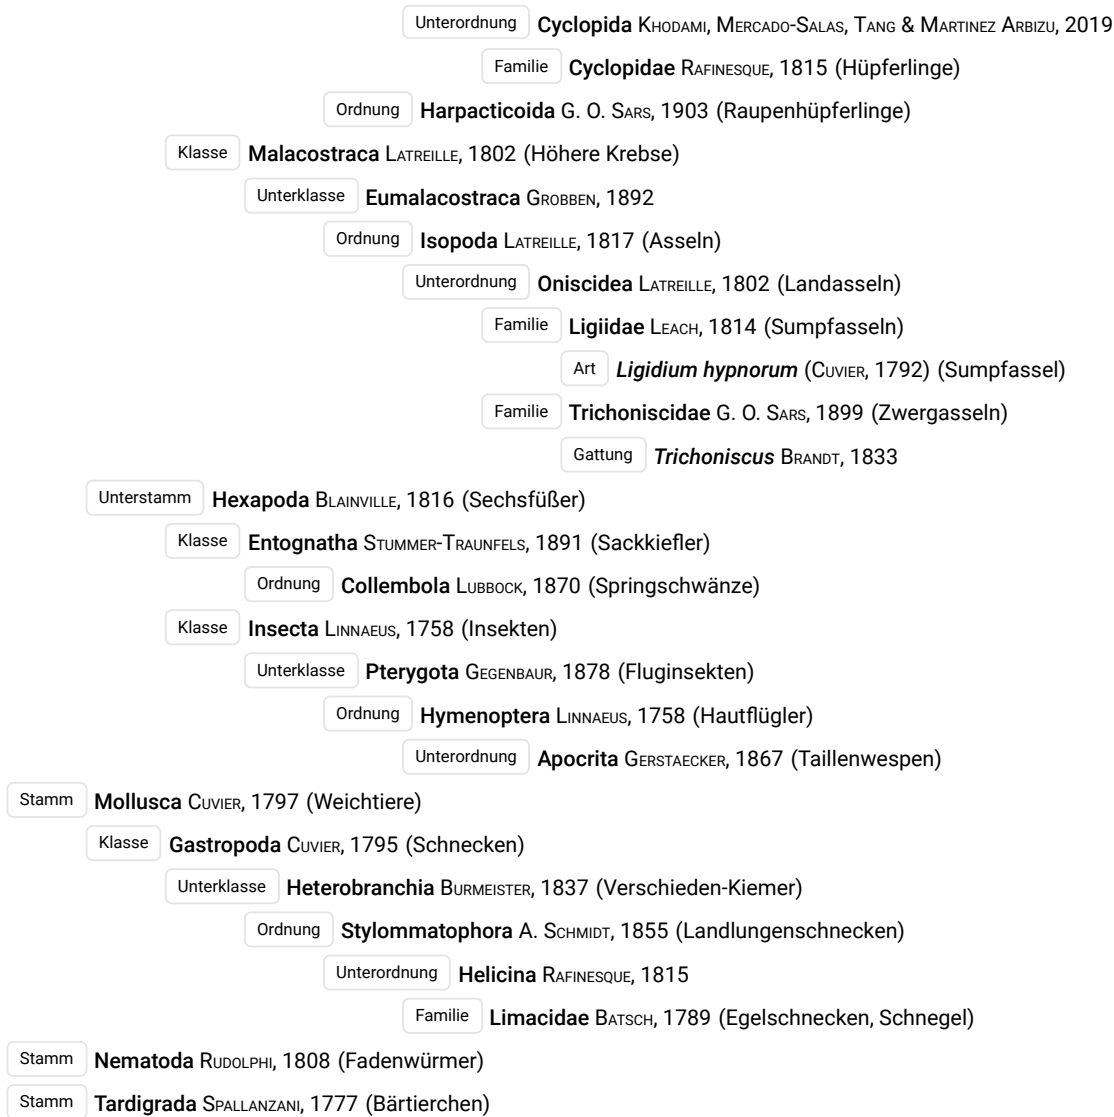 Unterordnung Cyclopida Khodami, Mercado-Salas, Tang & Martinez Arbizu, 2019
Familie Cyclopidae Rafinesque, 1815 (Hüpferlinge)
Ordnung Harpacticoida G. O. Sars, 1903 (Raupenhüpferlinge)
Klasse Malacostraca Latreille, 1802 (Höhere Krebse)
Unterklasse Eumalacostraca Grobben, 1892
Ordnung Isopoda Latreille, 1817 (Asseln)
Unterordnung Oniscidea Latreille, 1802 (Landasseln)
Familie Ligiidae Leach, 1814 (Sumpfasseln)
Art Ligidium hypnorum (Cuvier, 1792) (Sumpfassel)
Familie Trichoniscidae G. O. Sars, 1899 (Zwergasseln)
Gattung Trichoniscus Brandt, 1833
Unterstamm Hexapoda Blainville, 1816 (Sechsfüßer)
Klasse Entognatha Stummer-Traunfels, 1891 (Sackkiefler)
Ordnung Collembola Lubbock, 1870 (Springschwänze)
Klasse Insecta Linnaeus, 1758 (Insekten)
Unterklasse Pterygota Gegenbaur, 1878 (Fluginsekten)
Ordnung Hymenoptera Linnaeus, 1758 (Hautflügler)
Unterordnung Apocrita Gerstaecker, 1867 (Taillenwespen)
Stamm Mollusca Cuvier, 1797 (Weichtiere)
Klasse Gastropoda Cuvier, 1795 (Schnecken)
Unterklasse Heterobranchia Burmeister, 1837 (Verschieden-Kiemer)
Ordnung Stylommatophora A. Schmidt, 1855 (Landlungenschnecken)
Unterordnung Helicina Rafinesque, 1815
Familie Limacidae Batsch, 1789 (Egelschnecken, Schnegel)
Stamm Nematoda Rudolphi, 1808 (Fadenwürmer)
Stamm Tardigrada Spallanzani, 1777 (Bärtierchen)